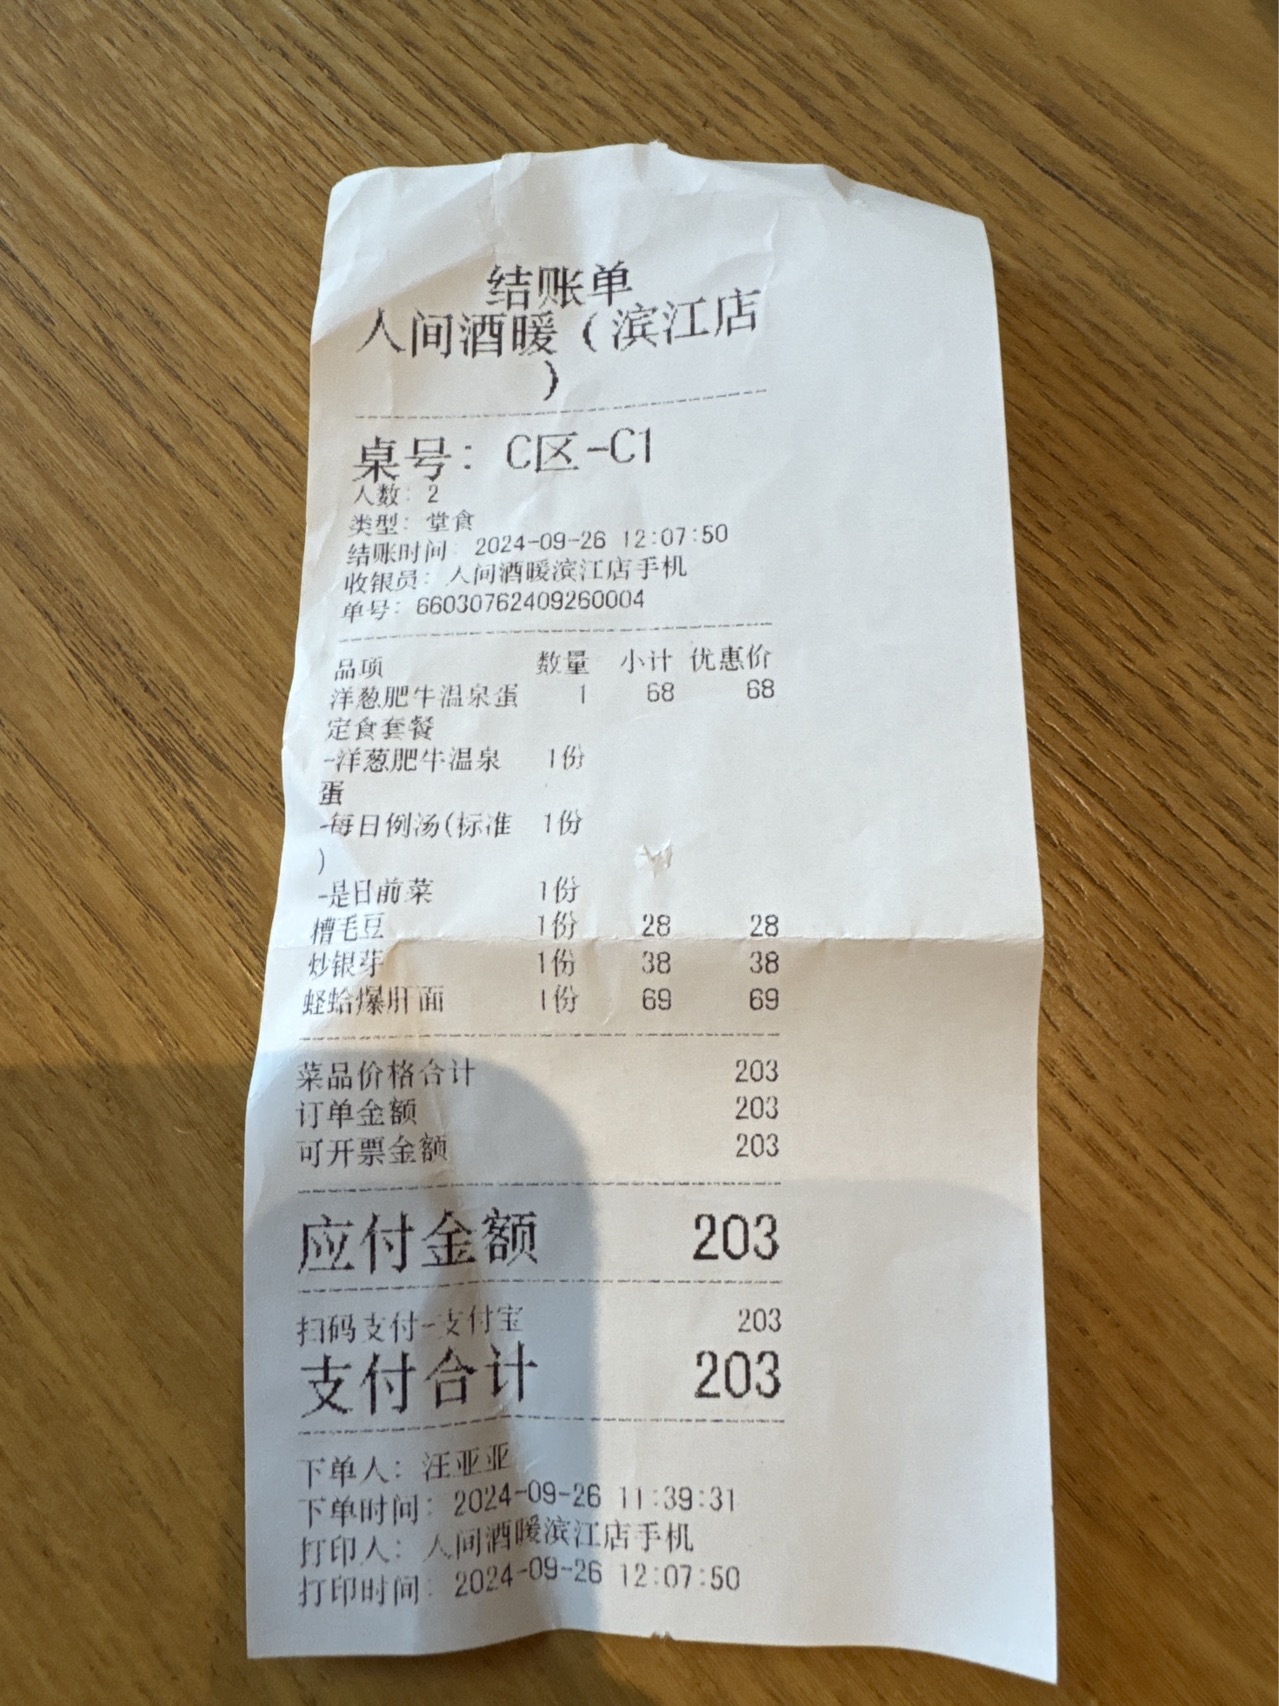 结账单
人间酒暖（滨江店
）
桌号：C区-C1
人数：2
类型：堂食
结账时间：2024-09-26 12:07:50
收银员：人间酒暖滨江店手机
单号：66030762409260004
品项 数量 小计 优惠价
洋葱肥牛温泉蛋 1 68 68
定食套餐
-洋葱肥牛温泉 1份
蛋
-每日例汤(标准 1份
)
-是日前菜 1份
糟毛豆 1份 28 28
炒银芽 1份 38 38
蛏蛤爆肝面 1份 69 69
菜品价格合计 203
订单金额 203
可开票金额 203
应付金额 203
扫码支付-支付宝 203
支付合计 203
下单人：汪亚亚
下单时间：2024-09-26 11:39:31
打印人：人间酒暖滨江店手机
打印时间：2024-09-26 12:07:50